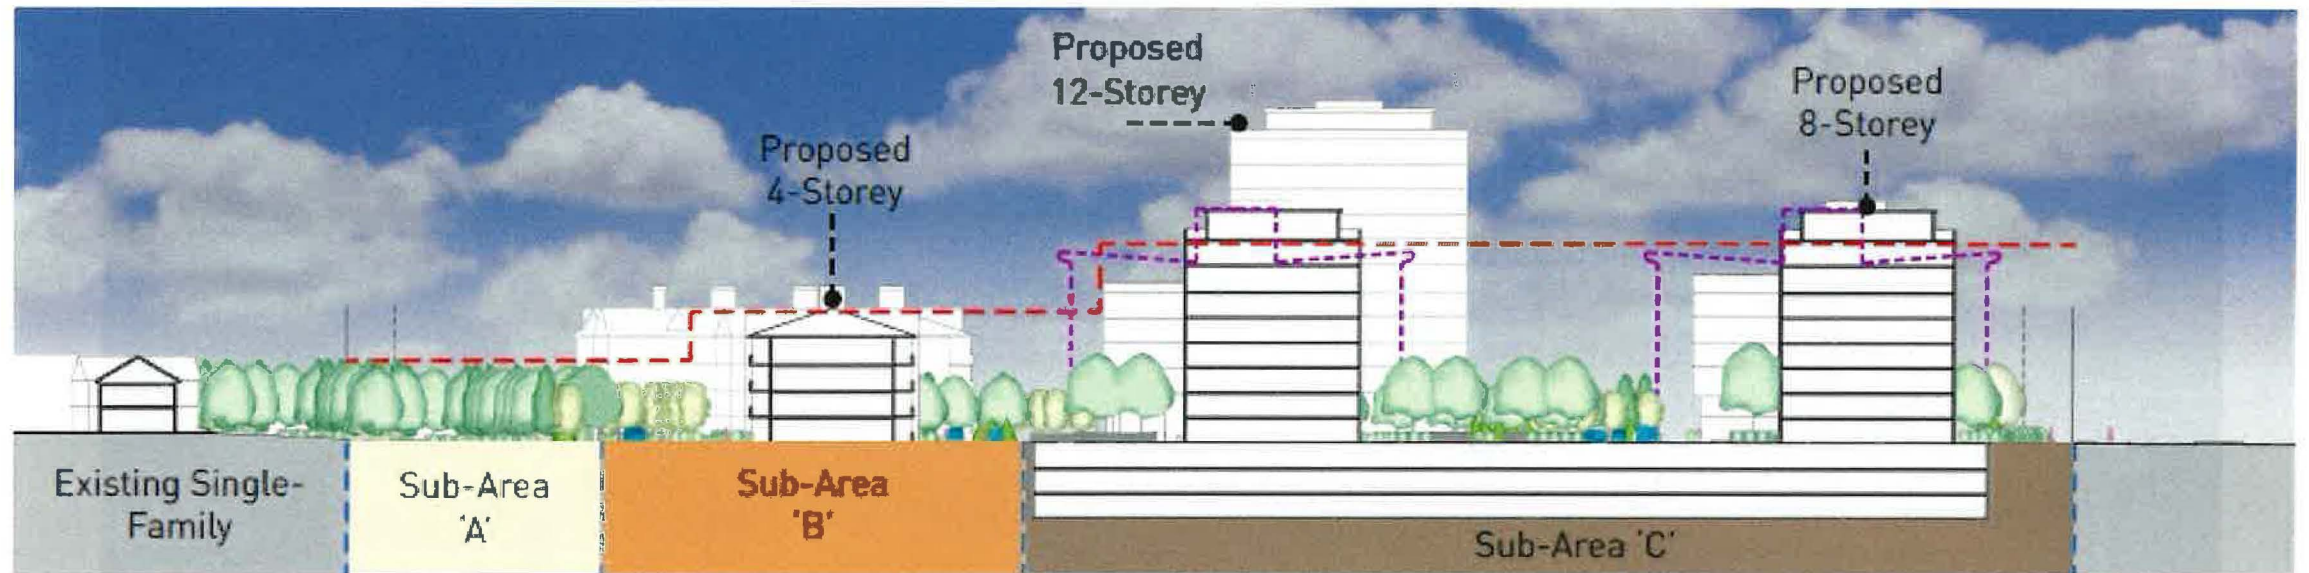 Proposed
12-Storey
Proposed
8-Storey
Proposed
4-Storey
Existing Single-
Family
Sub-Area
'A'
Sub-Area
'B'
Sub-Area 'C'